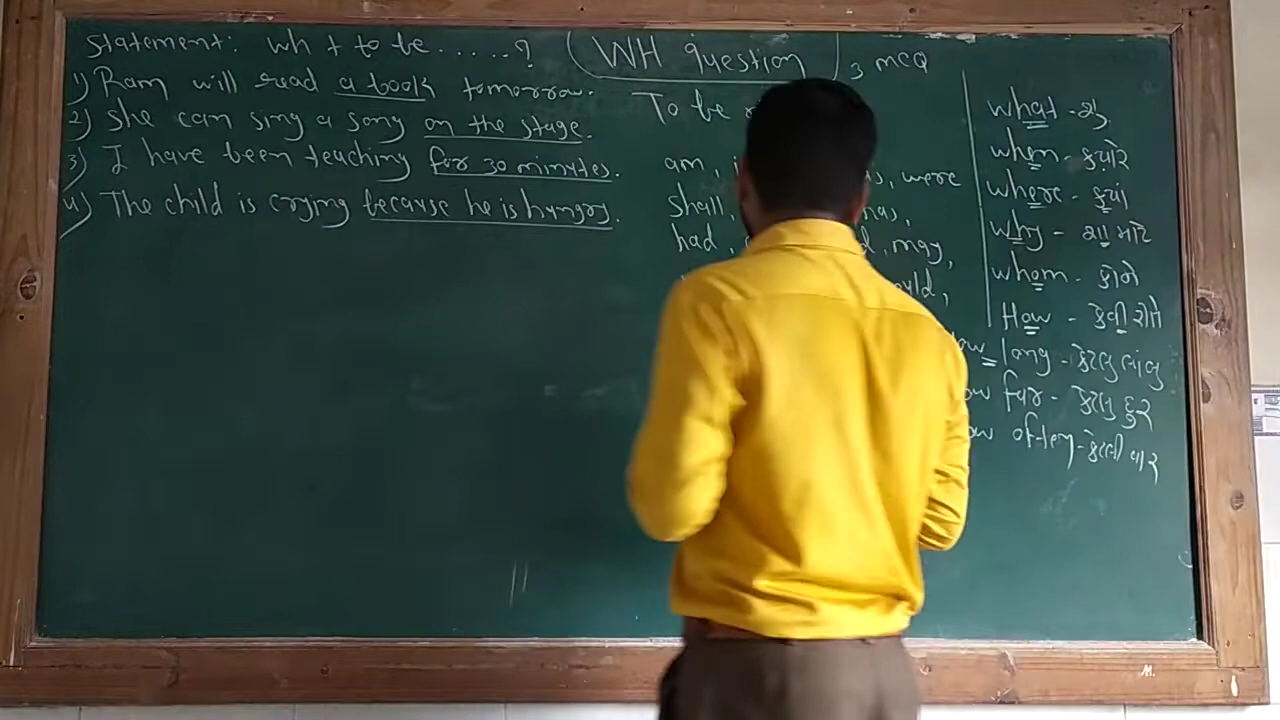 Statement: wh + to be ......?
WH question
3 mcq
1) Ram will read a book tomorrow.
2) She can sing a song on the stage.
3) I have been teaching for 30 minutes.
4) The child is crying because he is hungry.
To be
am, were
shall, has,
had, may,
what - શું
when - ક્યારે
where - ક્યાં
why - શા માટે
whom - કોને
How - કેવી રીતે
long - કેટલું લાંબુ
far - કેટલું દુર
often - કેટલી વાર